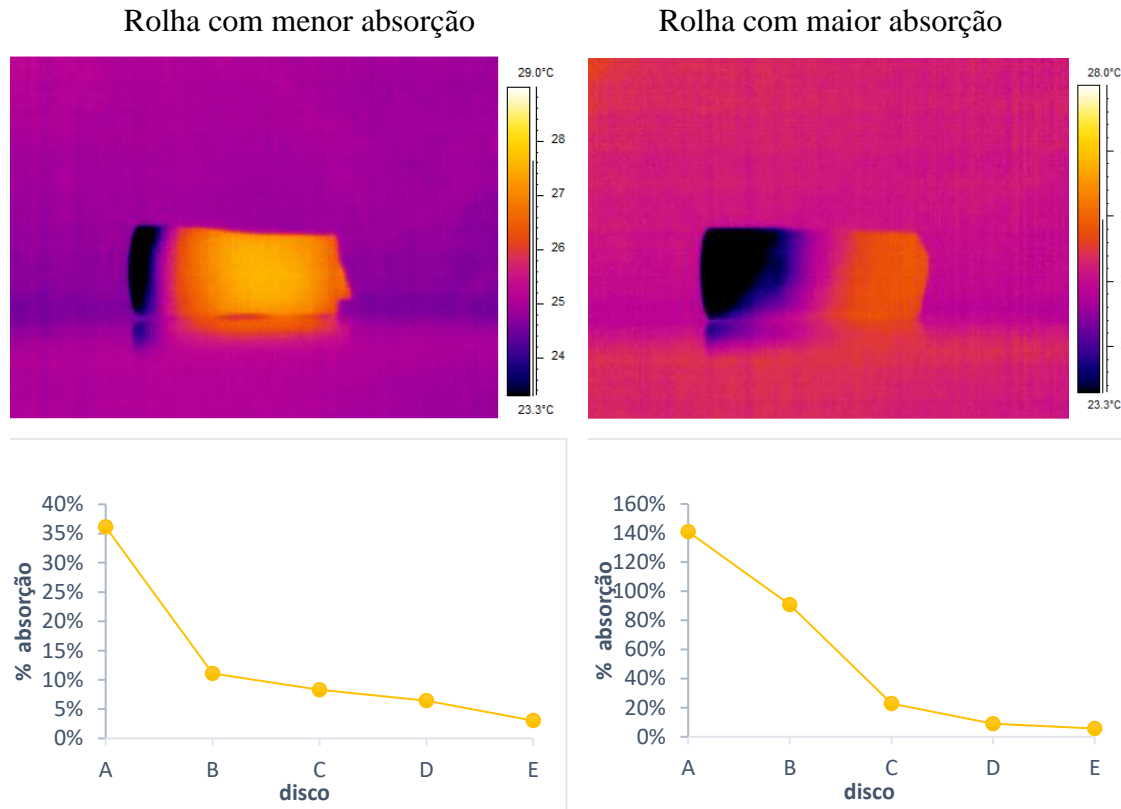 Rolha com menor absorção
Rolha com maior absorção
29.0°C
28
27
26
25
24
23.3°C
28.0°C
23.3°C
40%
35%
30%
25%
20%
15%
10%
5%
0%
% absorção
A B C D E
disco
160%
140%
120%
100%
80%
60%
40%
20%
0%
% absorção
A B C D E
disco